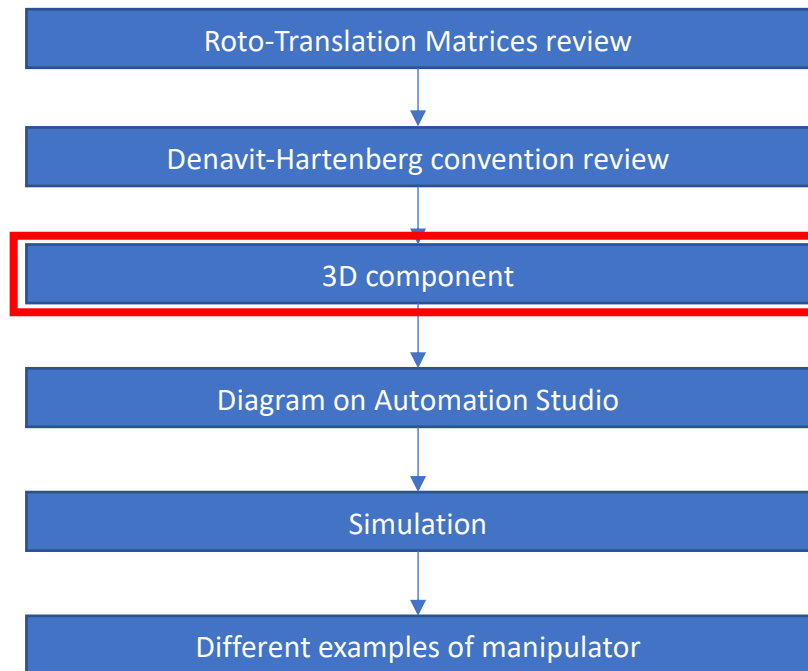 Roto-Translation Matrices review
Denavit-Hartenberg convention review
3D component
Diagram on Automation Studio
Simulation
Different examples of manipulator